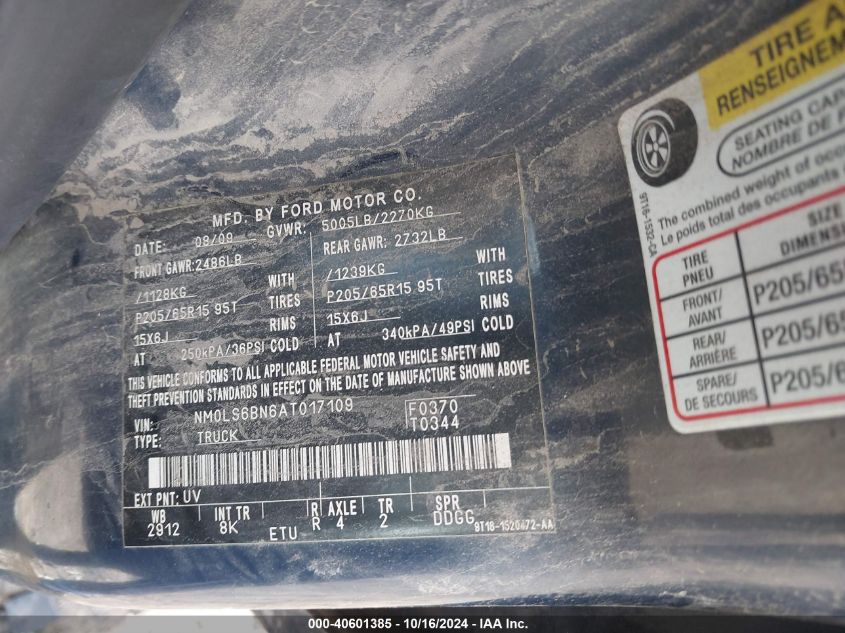 MFD. BY FORD MOTOR CO.
DATE: 08/09 GVWR: 5005LB/2270KG
FRONT GAWR: 2486LB REAR GAWR: 2732LB
/1128KG WITH /1239KG WITH
P205/65R15 95T TIRES P205/65R15 95T TIRES
15X6J RIMS 15X6J RIMS
AT 250kPA/36PSI COLD AT 340kPA/49PSI COLD
THIS VEHICLE CONFORMS TO ALL APPLICABLE FEDERAL MOTOR VEHICLE SAFETY AND
THEFT PREVENTION STANDARDS IN EFFECT ON THE DATE OF MANUFACTURE SHOWN ABOVE
VIN: NM0LS6BN6AT017109 F0370
TYPE: TRUCK T0344
EXT PNT: UV
WB INT TR R AXLE TR SPR
2912 8K ETU R 4 2 DDGG
9T18-1520472-AA
TIRE A
RENSEIGNEME
SEATING CAP
NOMBRE DE
The combined weight of occu
Le poids total des occupants
9T16-1532-CA
TIRE SIZE
PNEU DIMENS
FRONT/ P205/65
AVANT
REAR/ P205/65
ARRIÈRE
SPARE/ P205/6
DE SECOURS
000-40601385 - 10/16/2024 - IAA Inc.